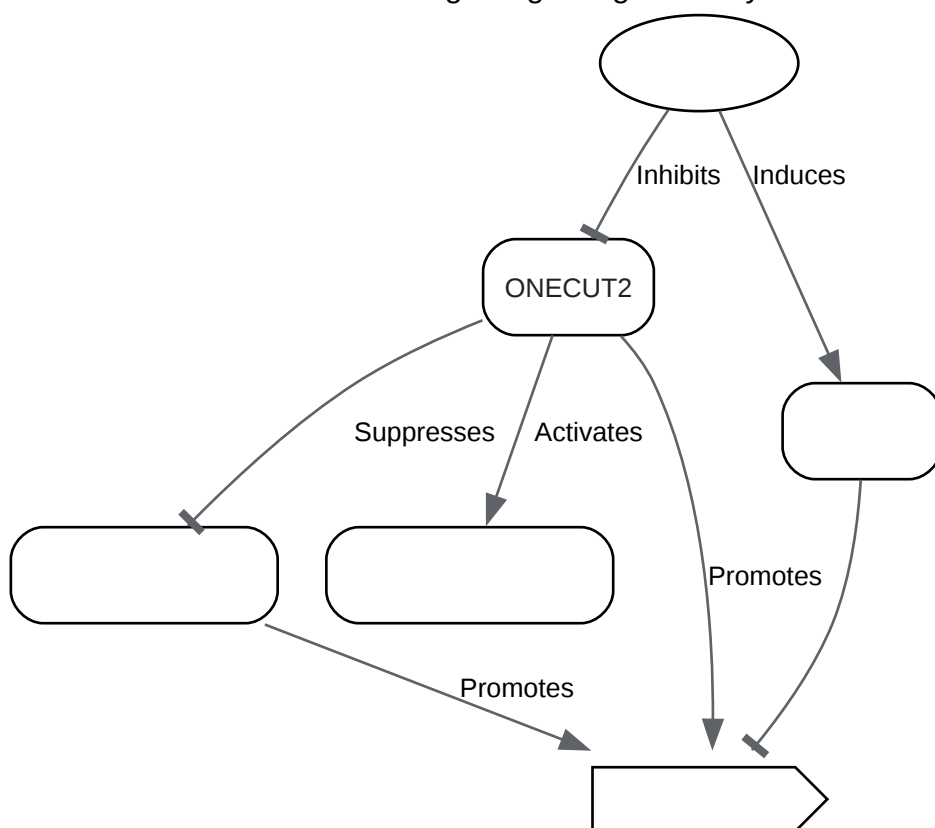 Inhibits
Induces
ONECUT2
Suppresses
Activates
Promotes
Promotes